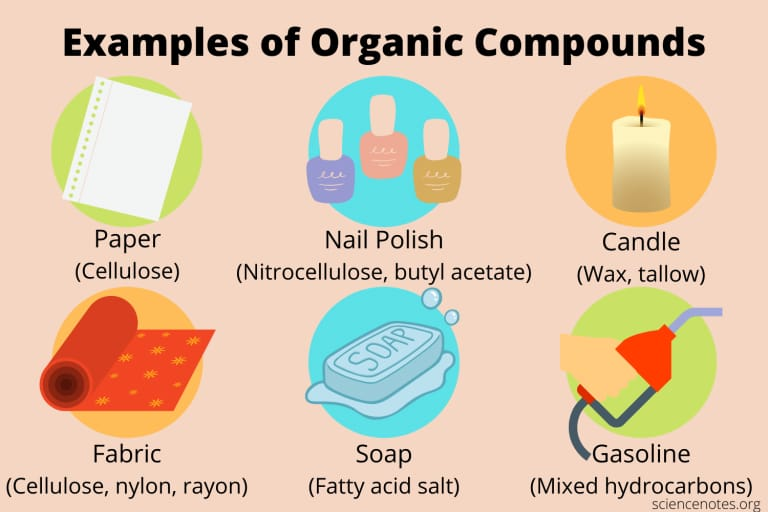 Examples of Organic Compounds
Paper
(Cellulose)
Nail Polish
(Nitrocellulose, butyl acetate)
Candle
(Wax, tallow)
SOAP
Fabric
(Cellulose, nylon, rayon)
Soap
(Fatty acid salt)
Gasoline
(Mixed hydrocarbons)
sciencenotes.org